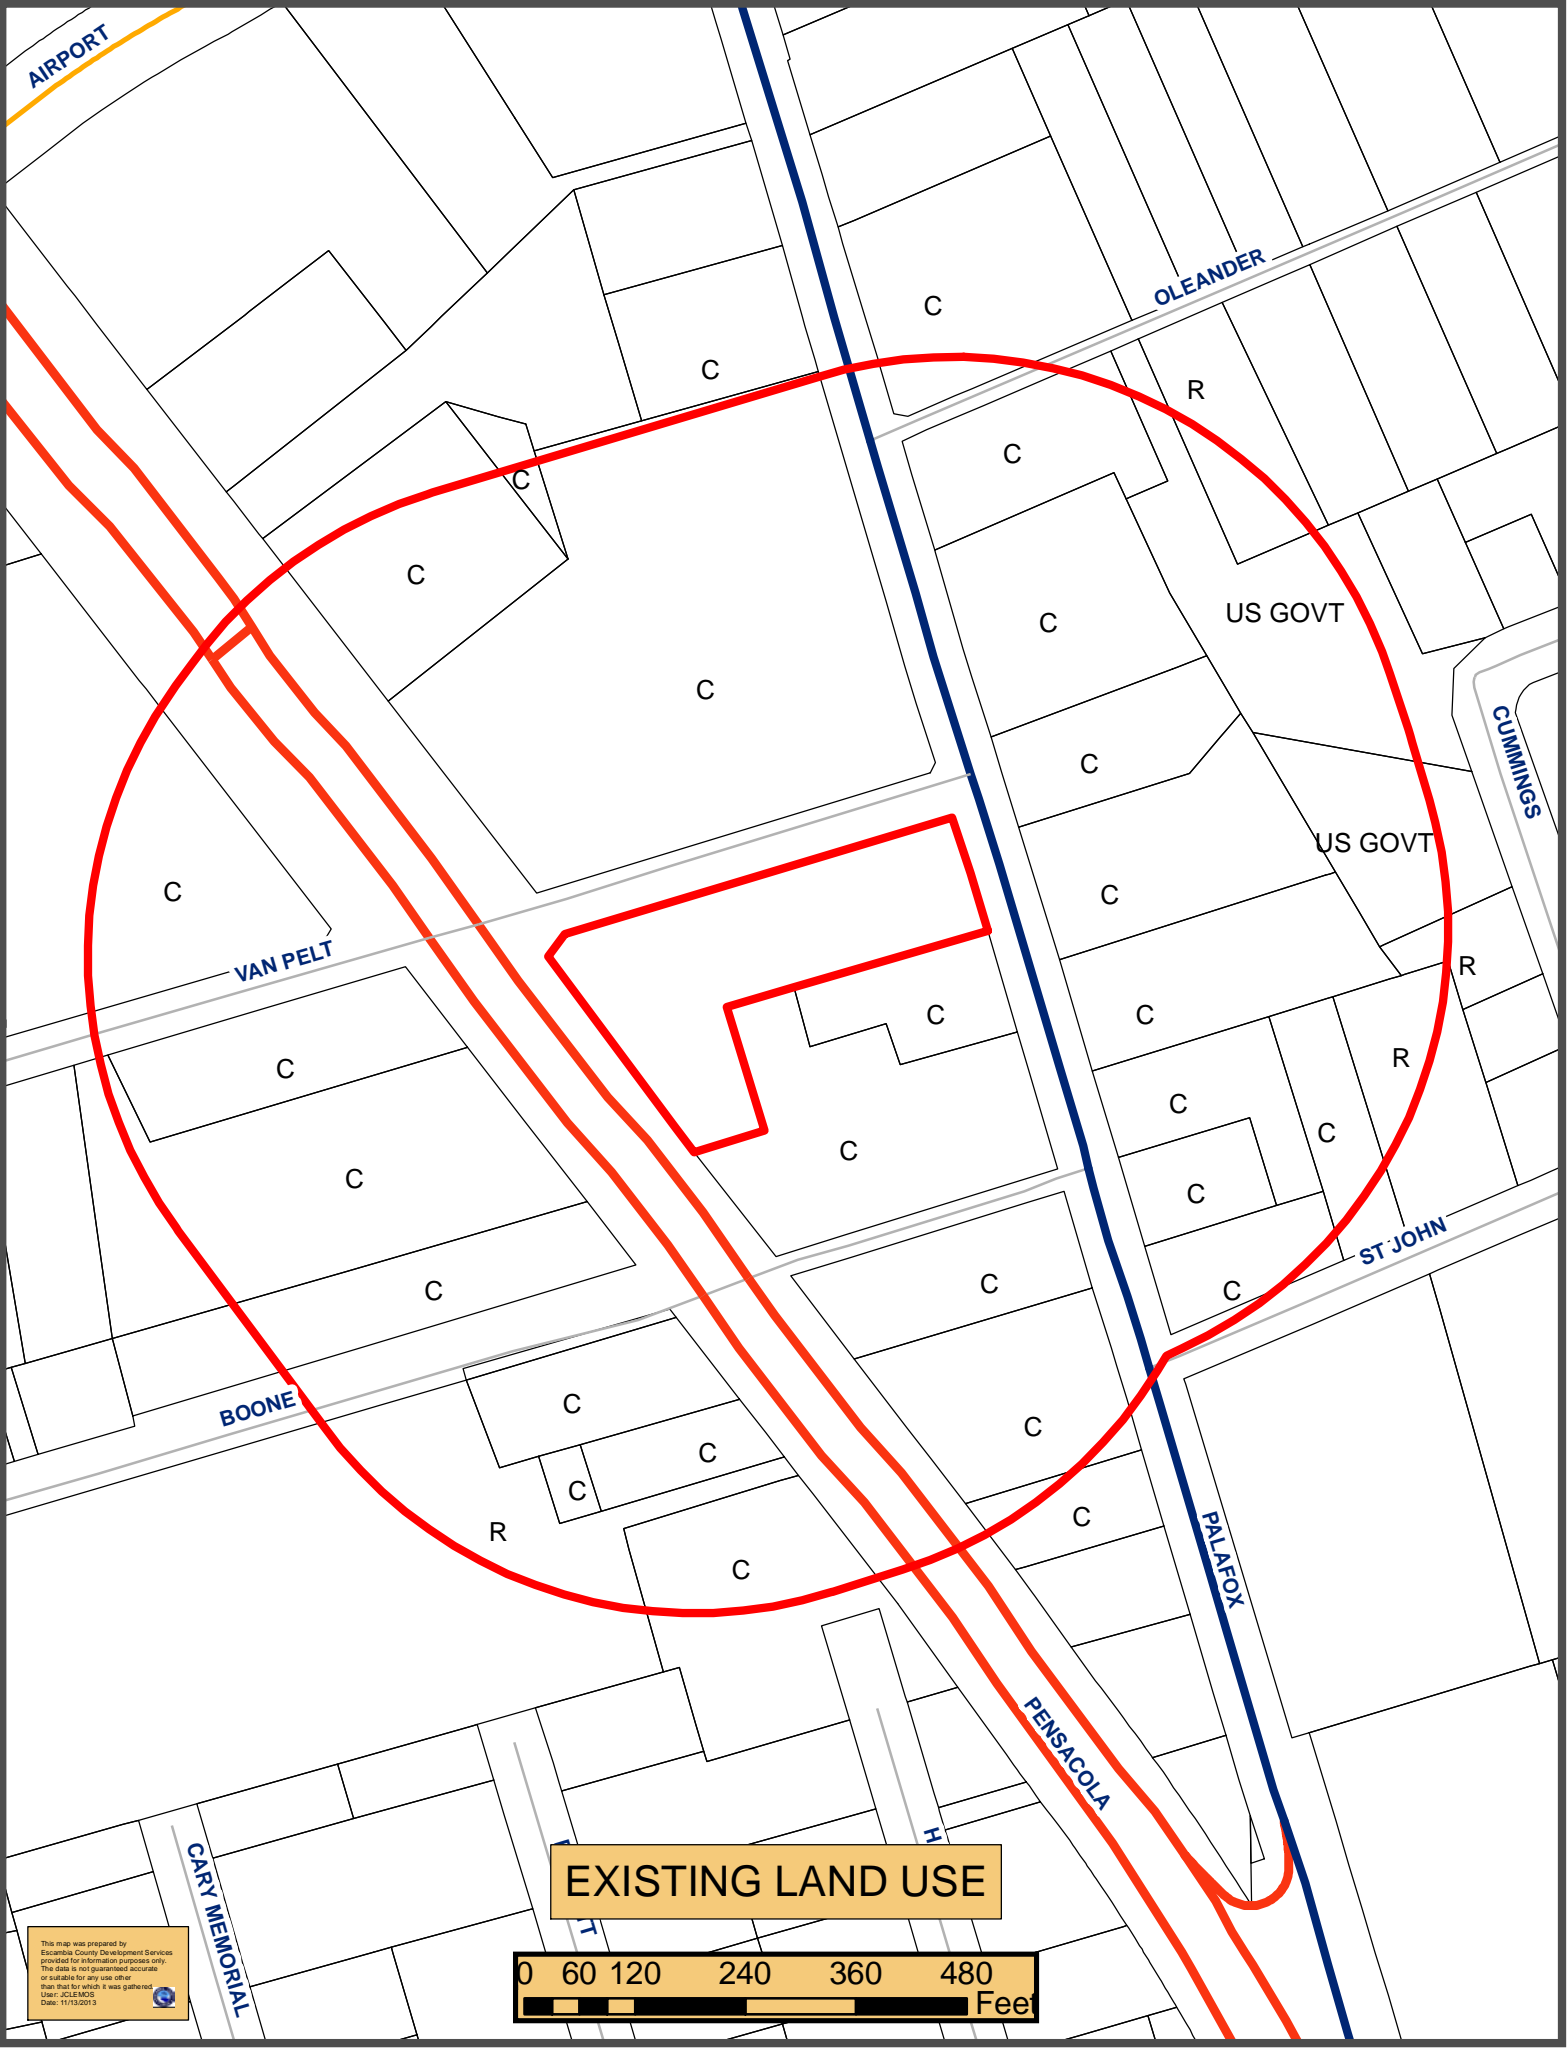 AIRPORT
OLEANDER
C
C
R
C
C
C
US GOVT
C
C
CUMMINGS
C
US GOVT
C
C
VAN PELT
R
C
C
R
C
C
C
C
C
C
ST JOHN
C
C
C
BOONE
C
C
C
C
C
R
PALAFOX
C
PENSACOLA
H
CARY MEMORIAL
EXISTING LAND USE
This map was prepared by
Escambia County Development Services
provided for information purposes only.
The data is not guaranteed accurate
or suitable for any use other
than that for which it was gathered.
User: JCLEMOS
Date: 11/13/2013
0 60 120 240 360 480
Feet